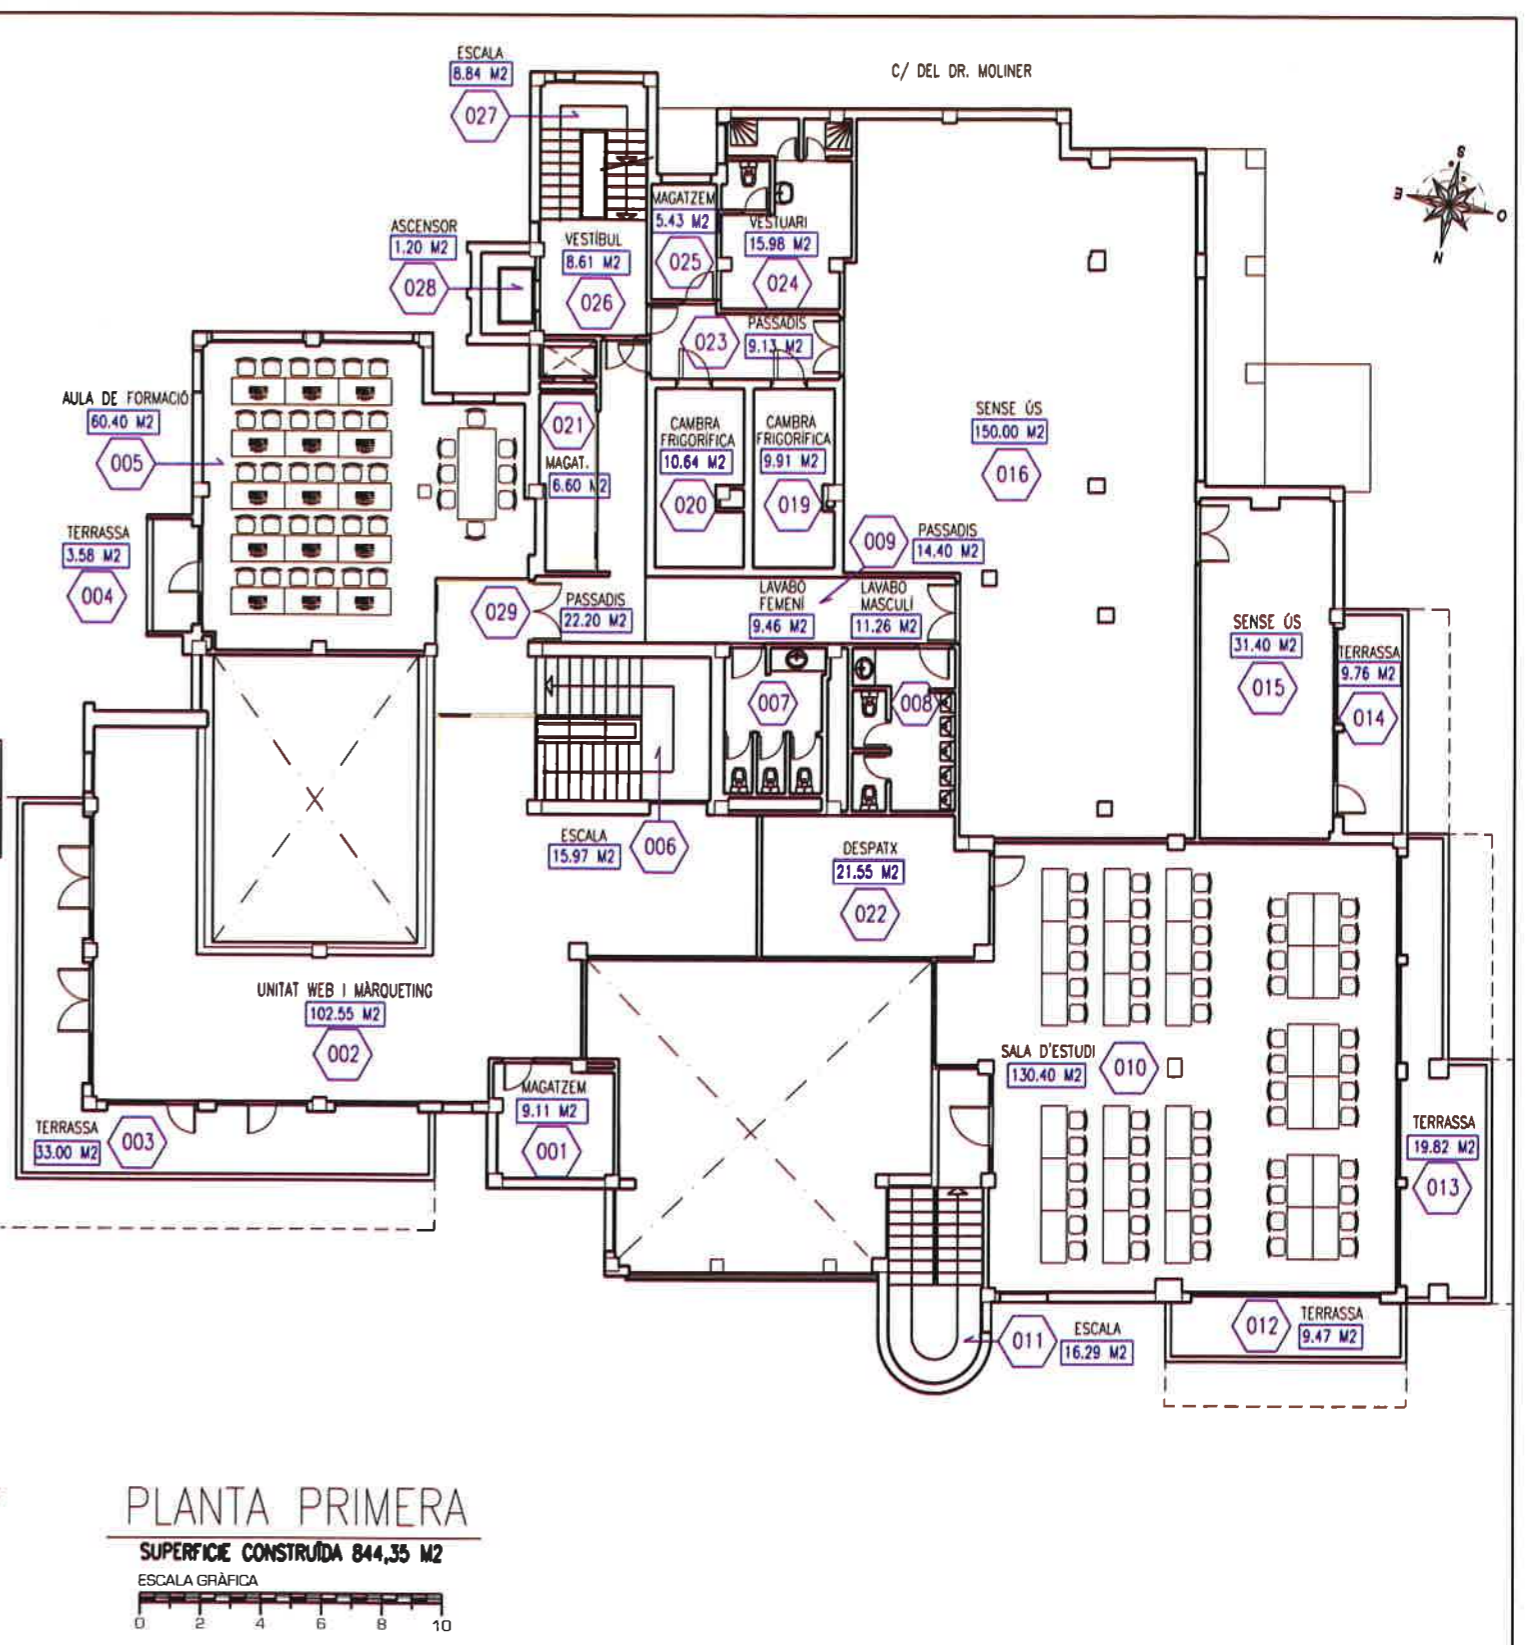 C/ DEL DR. MOLINER
S
E
O
N
ESCALA
8.84 M2
027
ASCENSOR
1.20 M2
028
VESTÍBUL
8.61 M2
026
MAGATZEM
5.43 M2
025
VESTUARI
15.98 M2
024
PASSADIS
9.13 M2
023
AULA DE FORMACIÓ
60.40 M2
005
021
MAGAT.
6.60 M2
CAMBRA
FRIGORÍFICA
10.64 M2
020
CAMBRA
FRIGORÍFICA
9.91 M2
019
SENSE ÚS
150.00 M2
016
009
PASSADIS
14.40 M2
TERRASSA
3.58 M2
004
029
PASSADIS
22.20 M2
LAVABO
FEMENÍ
9.46 M2
007
LAVABO
MASCULÍ
11.26 M2
008
SENSE ÚS
31.40 M2
015
TERRASSA
9.76 M2
014
ESCALA
15.97 M2
006
DESPATX
21.55 M2
022
UNITAT WEB I MÀRQUETING
102.55 M2
002
SALA D'ESTUDI
130.40 M2
010
MAGATZEM
9.11 M2
001
TERRASSA
33.00 M2
003
TERRASSA
19.82 M2
013
012
TERRASSA
9.47 M2
011
ESCALA
16.29 M2
PLANTA PRIMERA
SUPERFICIE CONSTRUÏDA 844,35 M2
ESCALA GRÀFICA
0 2 4 6 8 10